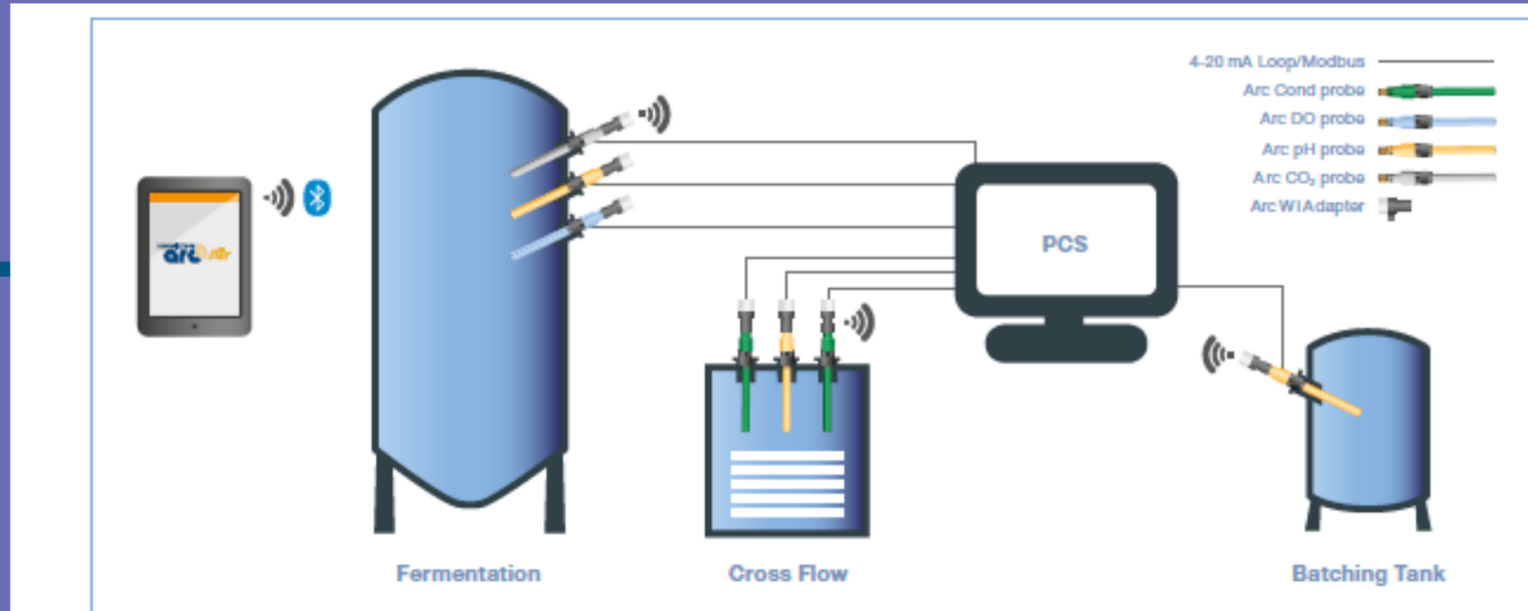 4-20 mA Loop/Modbus
Arc Cond probe
Arc DO probe
Arc pH probe
Arc CO₂ probe
Arc WI Adapter
arc air
PCS
Fermentation
Cross Flow
Batching Tank